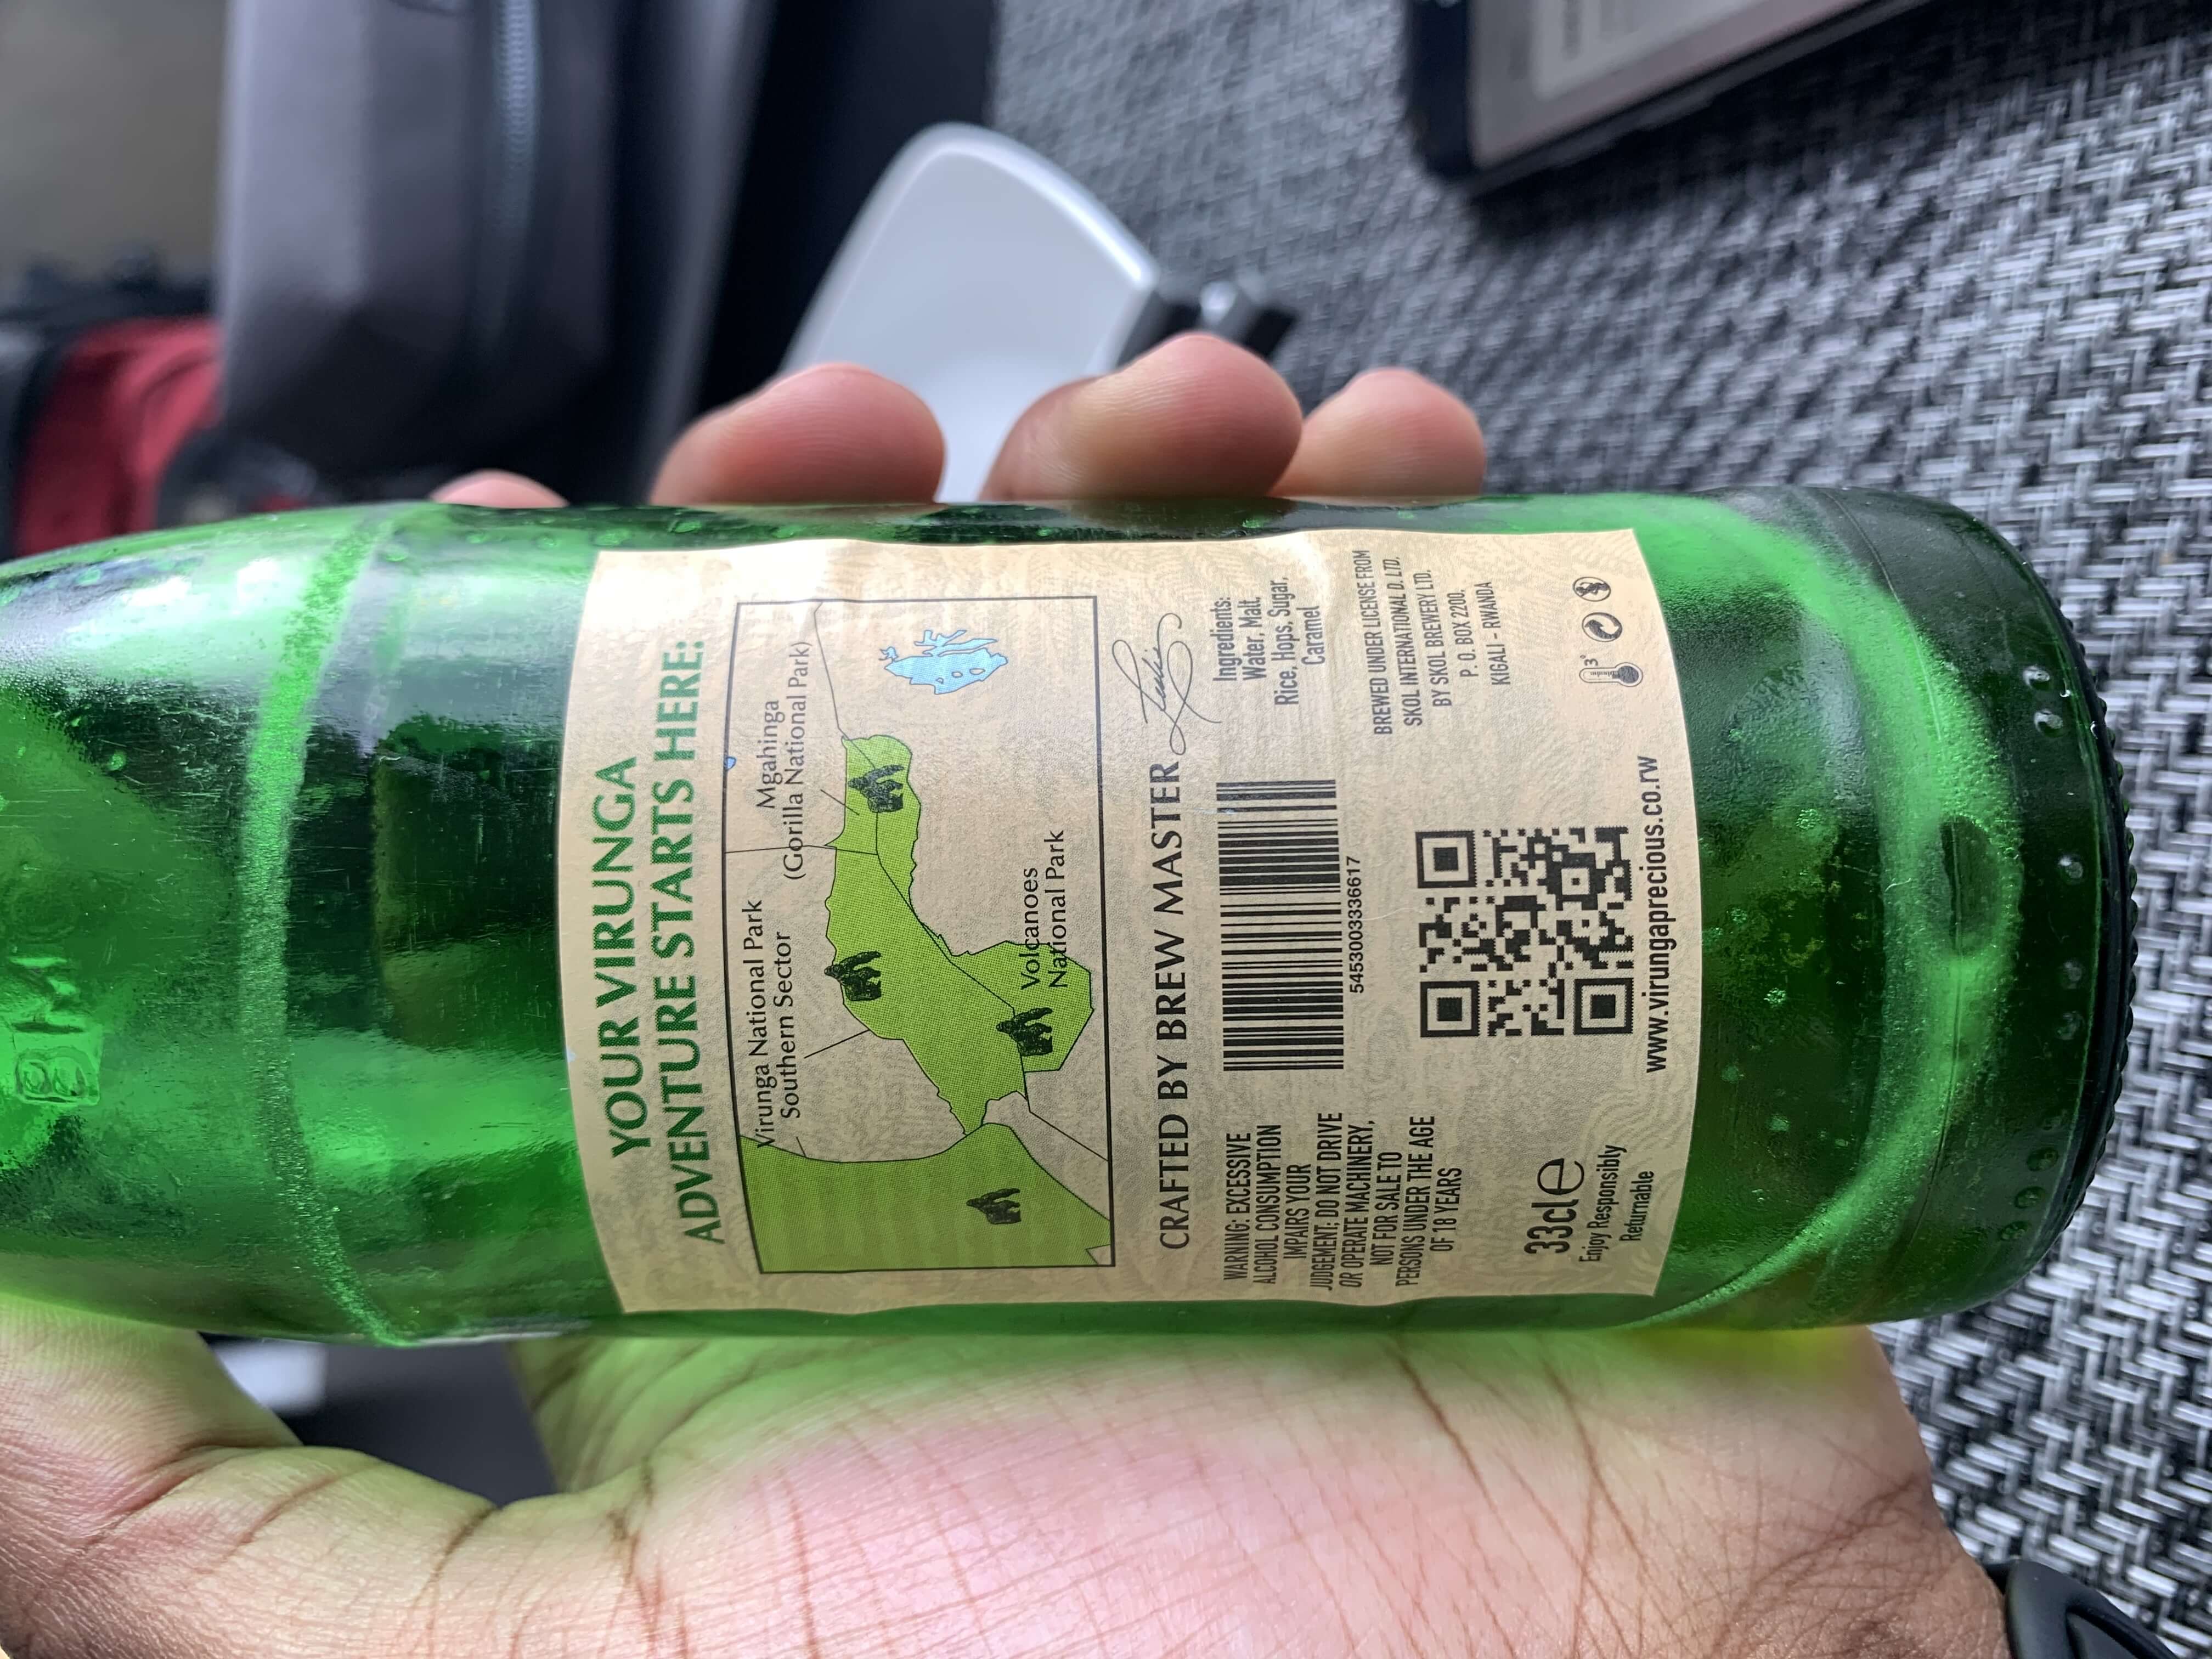 YOUR VIRUNGA
ADVENTURE STARTS HERE:
Virunga National Park
Southern Sector
Mgahinga
(Gorilla National Park)
Volcanoes
National Park
CRAFTED BY BREW MASTER
WARNING: EXCESSIVE
ALCOHOL CONSUMPTION
IMPAIRS YOUR
JUDGEMENT; DO NOT DRIVE
OR OPERATE MACHINERY,
NOT FOR SALE TO
PERSONS UNDER THE AGE
OF 18 YEARS
33cle
Enjoy Responsibly
Returnable
5453003336617
www.virungaprecious.co.rw
Ingredients:
Water, Malt,
Rice, Hops, Sugar,
Caramel
BREWED UNDER LICENSE FROM
SKOL INTERNATIONAL D. LTD.
BY SKOL BREWERY LTD.
P. O. BOX 2200,
KIGALI - RWANDA
3°